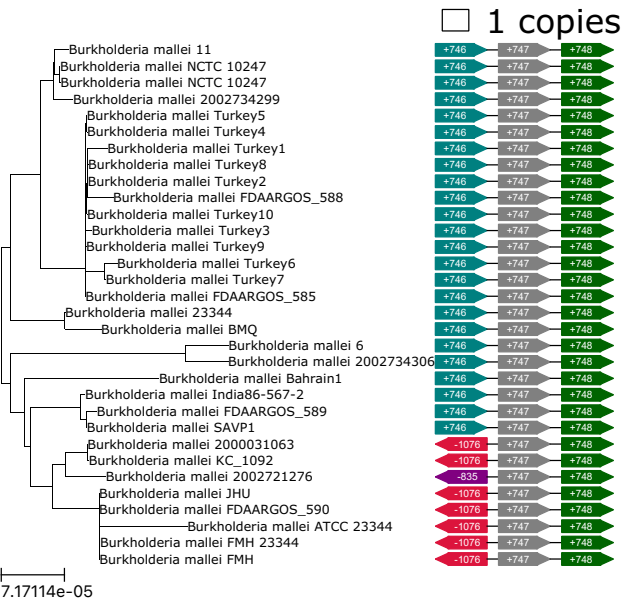 1 copies
Burkholderia mallei 11 +746 +747 +748
Burkholderia mallei NCTC 10247 +746 +747 +748
Burkholderia mallei NCTC 10247 +746 +747 +748
Burkholderia mallei 2002734299 +746 +747 +748
Burkholderia mallei Turkey5 +746 +747 +748
Burkholderia mallei Turkey4 +746 +747 +748
Burkholderia mallei Turkey1 +746 +747 +748
Burkholderia mallei Turkey8 +746 +747 +748
Burkholderia mallei Turkey2 +746 +747 +748
Burkholderia mallei FDAARGOS_588 +746 +747 +748
Burkholderia mallei Turkey10 +746 +747 +748
Burkholderia mallei Turkey3 +746 +747 +748
Burkholderia mallei Turkey9 +746 +747 +748
Burkholderia mallei Turkey6 +746 +747 +748
Burkholderia mallei Turkey7 +746 +747 +748
Burkholderia mallei FDAARGOS_585 +746 +747 +748
Burkholderia mallei 23344 +746 +747 +748
Burkholderia mallei BMQ +746 +747 +748
Burkholderia mallei 6 +746 +747 +748
Burkholderia mallei 2002734306 +746 +747 +748
Burkholderia mallei Bahrain1 +746 +747 +748
Burkholderia mallei India86-567-2 +746 +747 +748
Burkholderia mallei FDAARGOS_589 +746 +747 +748
Burkholderia mallei SAVP1 +746 +747 +748
Burkholderia mallei 2000031063 -1076 +747 +748
Burkholderia mallei KC_1092 -1076 +747 +748
Burkholderia mallei 2002721276 -835 +747 +748
Burkholderia mallei JHU -1076 +747 +748
Burkholderia mallei FDAARGOS_590 -1076 +747 +748
Burkholderia mallei ATCC 23344 -1076 +747 +748
Burkholderia mallei FMH 23344 -1076 +747 +748
Burkholderia mallei FMH -1076 +747 +748
7.17114e-05